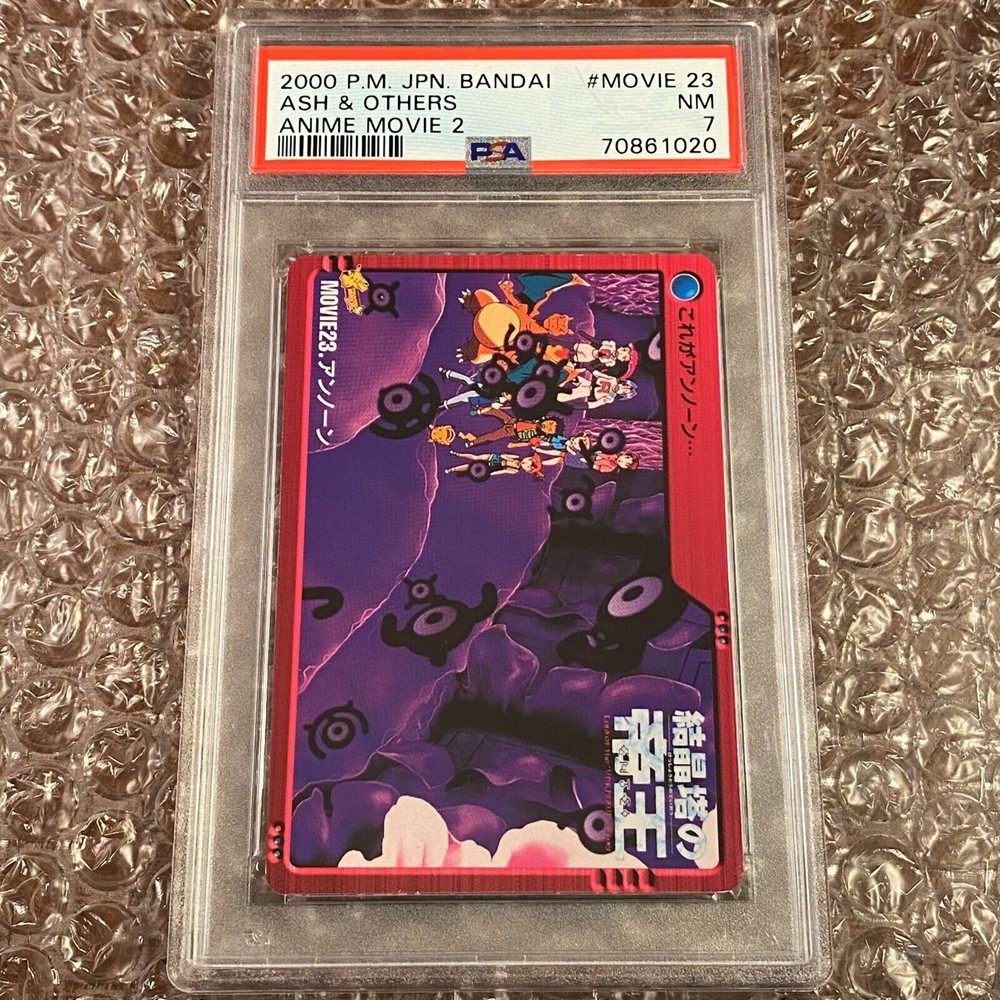 2000 P.M. JPN. BANDAI #MOVIE 23
ASH & OTHERS NM
ANIME MOVIE 2 7
PSA 70861020
これがアンノーン…
MOVIE23.アンノーン
結晶塔の
帝王